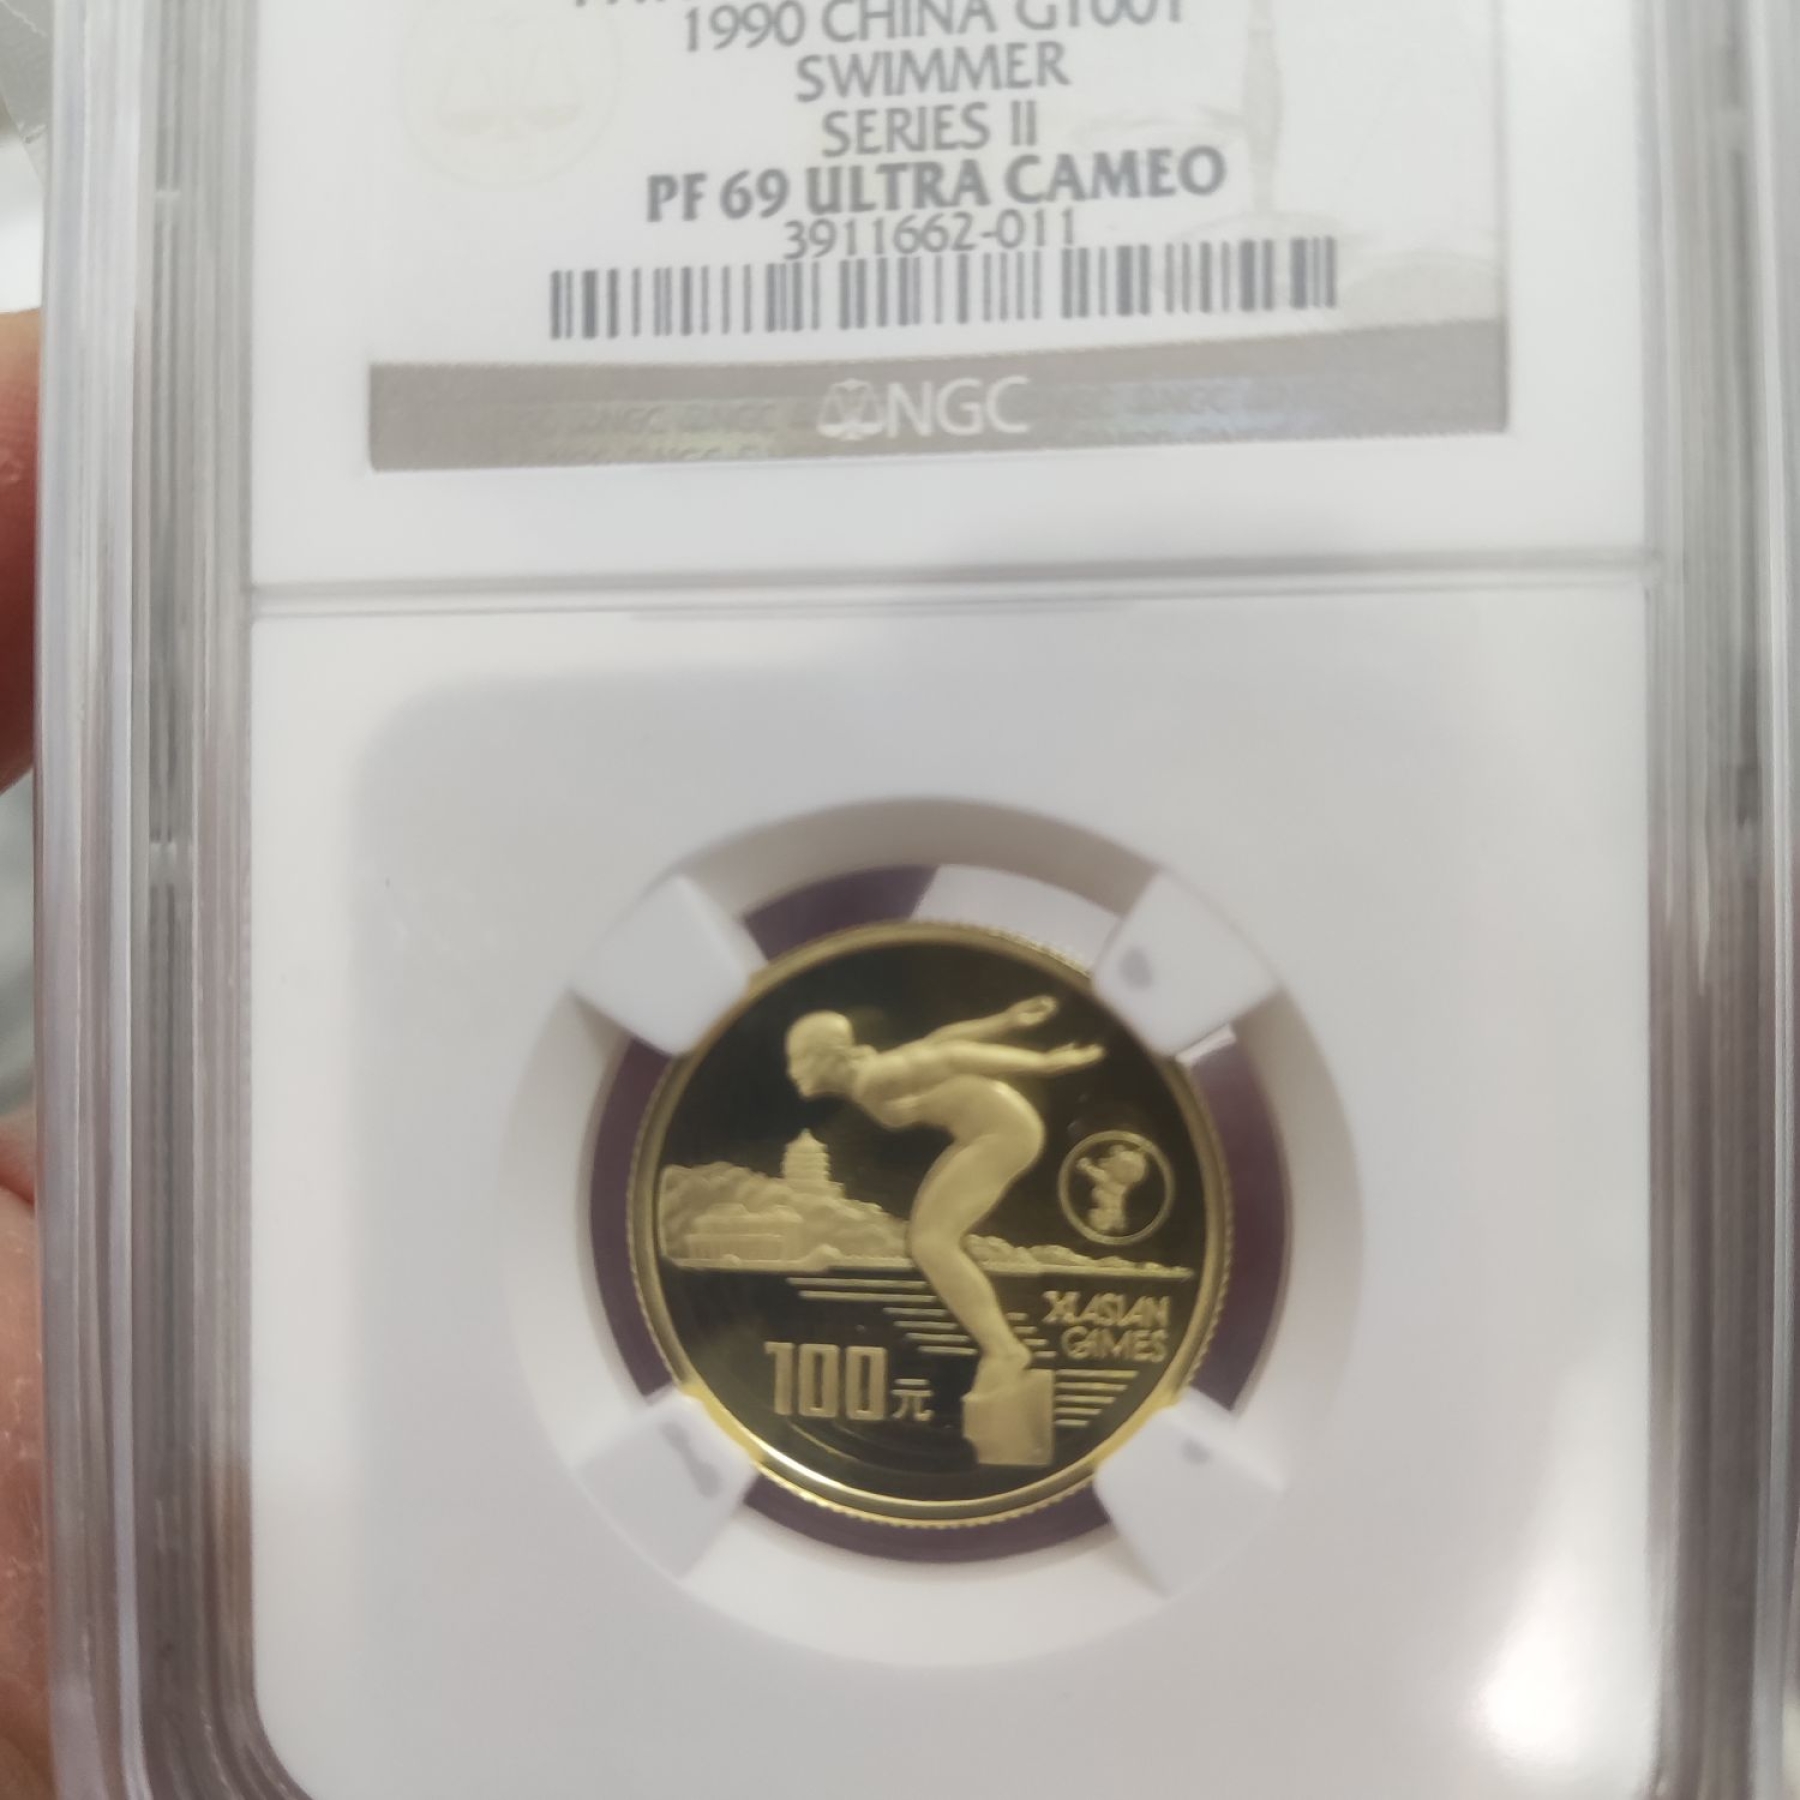 1990 CHINA G100Y
SWIMMER
SERIES II
PF 69 ULTRA CAMEO
3911662-011
NGC
XI ASIAN
GAMES
100元